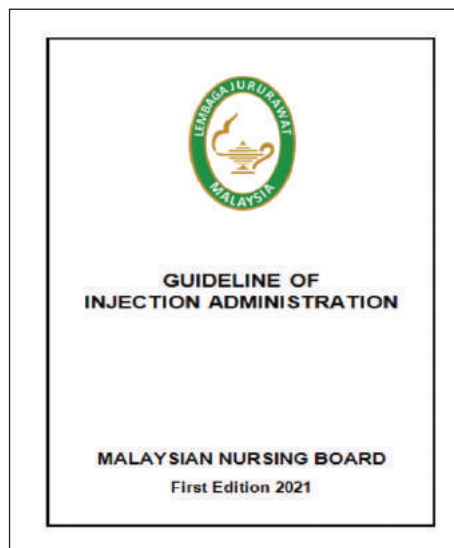 LEMBAGA JURURAWAT
MALAYSIA
GUIDELINE OF
INJECTION ADMINISTRATION
MALAYSIAN NURSING BOARD
First Edition 2021